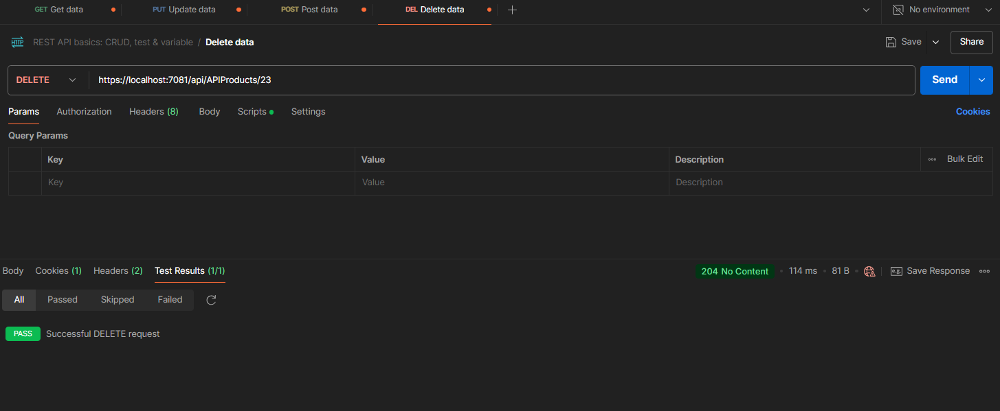 GET Get data PUT Update data POST Post data DEL Delete data No environment
HTTP REST API basics: CRUD, test & variable / Delete data Save Share
DELETE https://localhost:7081/api/APIProducts/23 Send
Params Authorization Headers (8) Body Scripts Settings Cookies
Query Params
Key Value Description Bulk Edit
Key Value Description
Body Cookies (1) Headers (2) Test Results (1/1) 204 No Content 114 ms 81 B e.g. Save Response
All Passed Skipped Failed
PASS Successful DELETE request